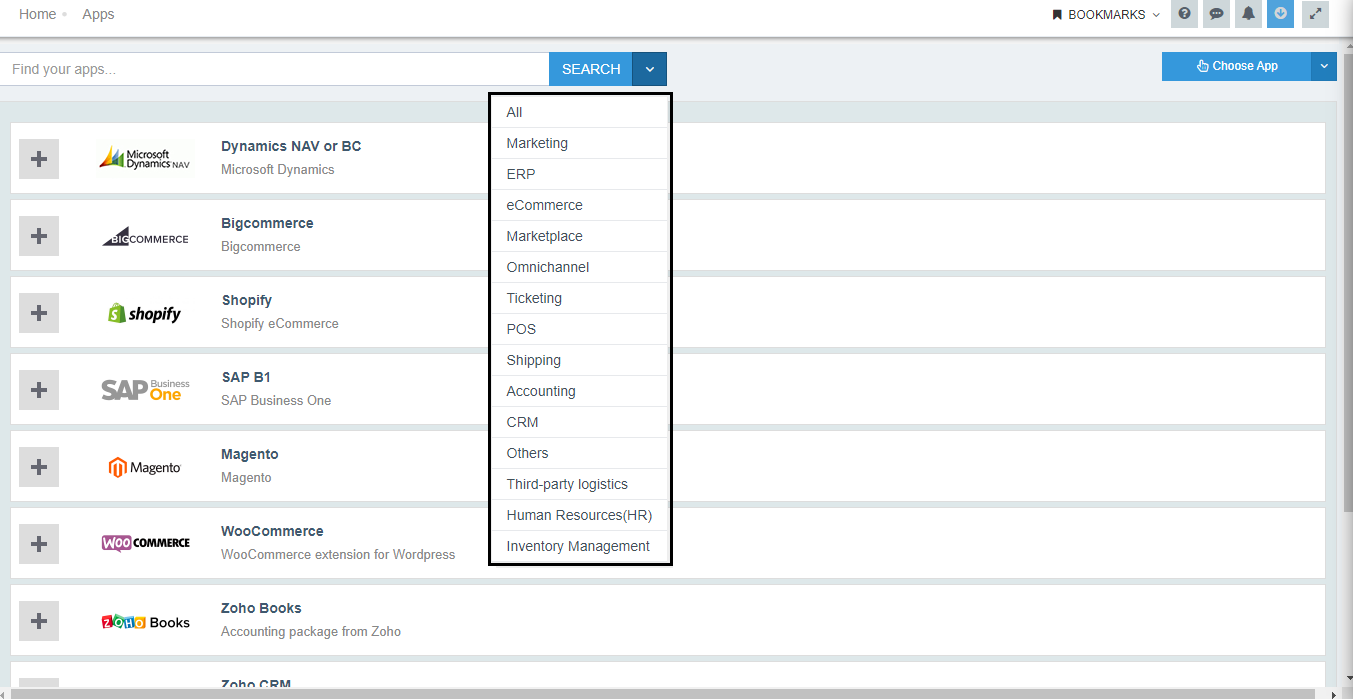 Home Apps BOOKMARKS
Find your apps... SEARCH Choose App
All
Marketing
ERP
eCommerce
Marketplace
Omnichannel
Ticketing
POS
Shipping
Accounting
CRM
Others
Third-party logistics
Human Resources(HR)
Inventory Management
Microsoft
Dynamics NAV
Dynamics NAV or BC
Microsoft Dynamics
BIGCOMMERCE
Bigcommerce
Bigcommerce
shopify
Shopify
Shopify eCommerce
SAP Business
One
SAP B1
SAP Business One
Magento
Magento
Magento
WOO COMMERCE
WooCommerce
WooCommerce extension for Wordpress
ZOHO Books
Zoho Books
Accounting package from Zoho
Zoho CRM